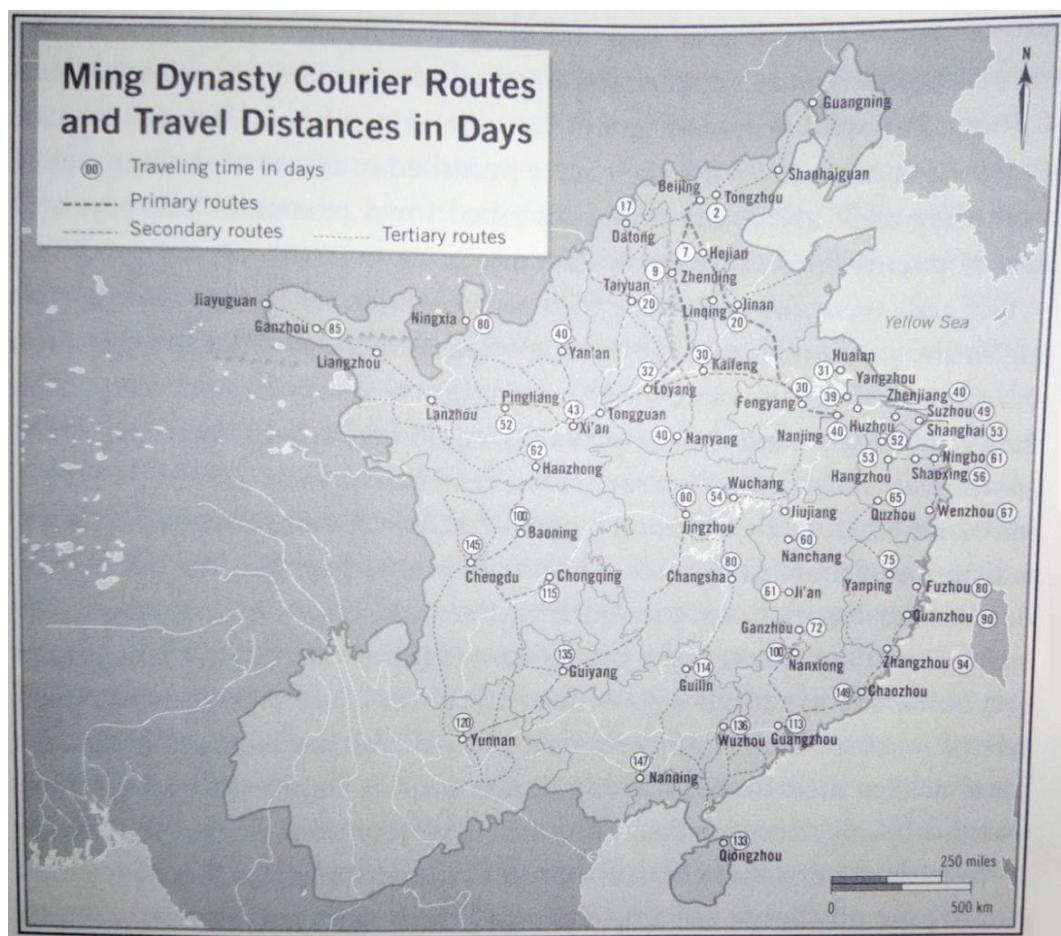 Ming Dynasty Courier Routes
and Travel Distances in Days
00 Traveling time in days
Primary routes
Secondary routes Tertiary routes
N
Guangning
Shanhaiguan
Beijing
Tongzhou
2
17
Datong
7 Hejian
9 Zhending
Taiyuan
20
Linqing
Jinan
20
Jiayuguan
Ganzhou 85
Liangzhou
Ningxia 80
40
Yan'an
Yellow Sea
30
Kaifeng
32
Loyang
Huaian
31
Yangzhou
39
Zhenjiang 40
30
Fengyang
Suzhou 49
Shanghai 53
Lanzhou
Pingliang
52
43
Xi'an
Tongguan
40 Nanyang
Nanjing 40
Huzhou
52
53
Hangzhou
Ningbo 61
Shaoxing 56
62
Hanzhong
Wuchang
54
80
Jingzhou
Jiujiang
65
Quzhou
Wenzhou 67
100
Baoning
60
Nanchang
145
Chengdu
Chongqing
115
80
Changsha
75
Yanping
61 Ji'an
Fuzhou 80
Quanzhou 90
Ganzhou 72
100
Nanxiong
Zhangzhou 94
135
Guiyang
114
Guilin
149 Chaozhou
120
Yunnan
136
Wuzhou
113
Guangzhou
147
Nanning
133
Qiongzhou
250 miles
0 500 km